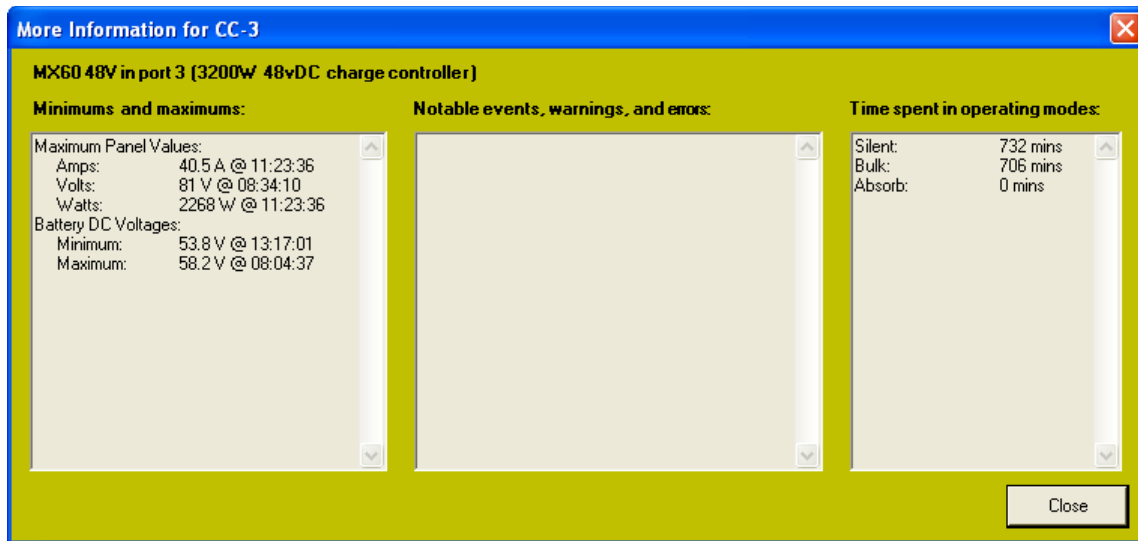 More Information for CC-3
MX60 48V in port 3 (3200W 48vDC charge controller)
Minimums and maximums:
Maximum Panel Values:
Amps: 40.5 A @ 11:23:36
Volts: 81 V @ 08:34:10
Watts: 2268 W @ 11:23:36
Battery DC Voltages:
Minimum: 53.8 V @ 13:17:01
Maximum: 58.2 V @ 08:04:37
Notable events, warnings, and errors:
Time spent in operating modes:
Silent: 732 mins
Bulk: 706 mins
Absorb: 0 mins
Close